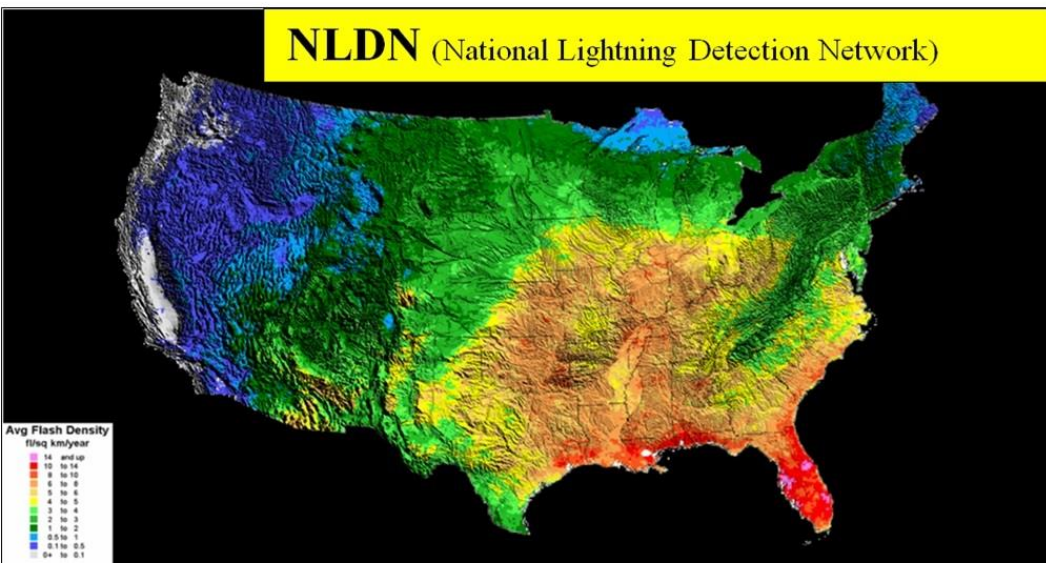 NLDN (National Lightning Detection Network)
Avg Flash Density
fl/sq km/year
14 and up
10 to 14
8 to 10
6 to 8
5 to 6
4 to 5
3 to 4
2 to 3
1 to 2
0.5 to 1
0.1 to 0.5
0+ to 0.1